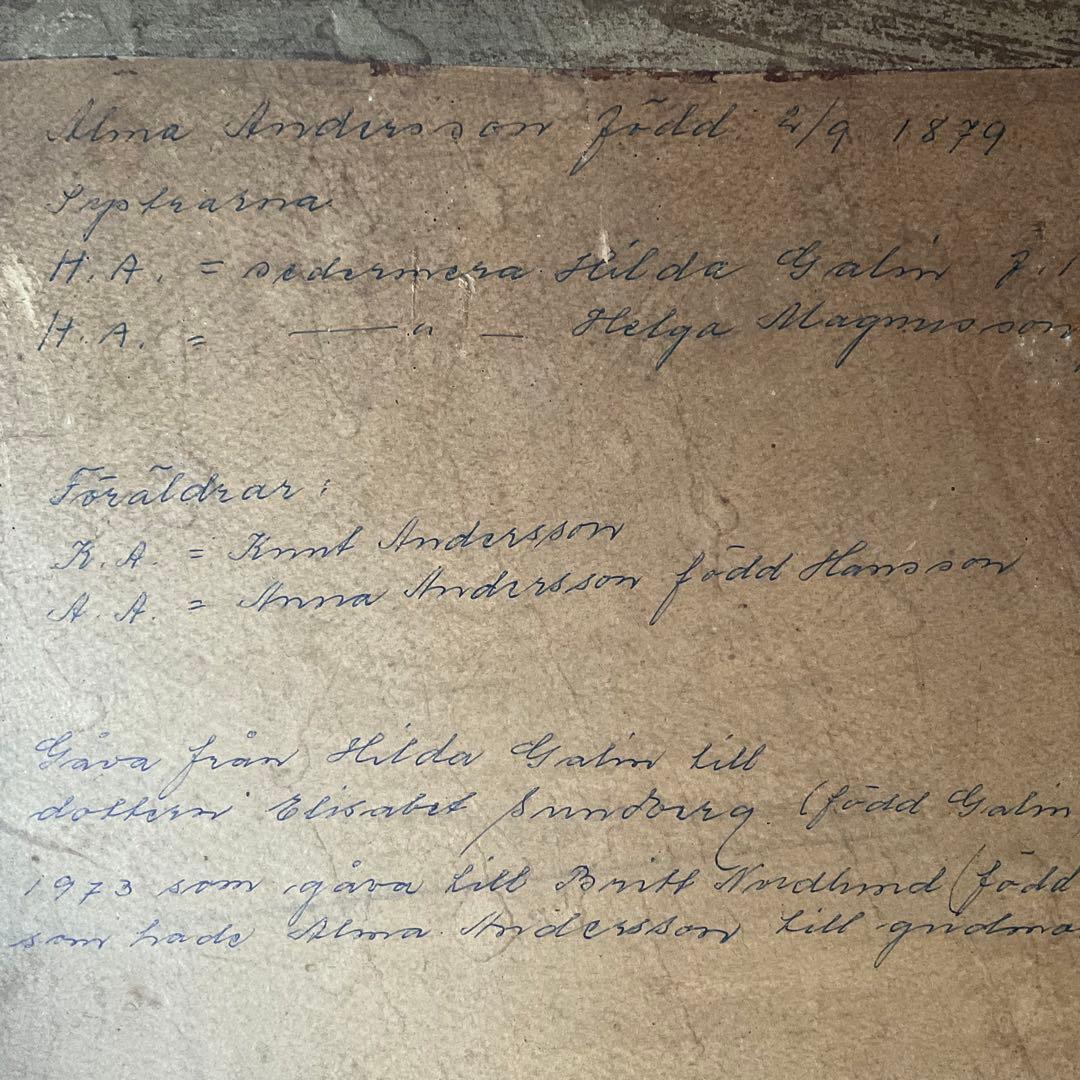 Alma Andersson född 2/9 1879
Systrarna
H. A. = sedermera Hilda Galin f. 1
H. A. = —— " — Helga Magnusson,
Föräldrar:
K. A. = Knut Andersson
A. A. = Anna Andersson född Hansson
Gåva från Hilda Galin till
dottern Elisabet Sundberg (född Galin
1973 som gåva till Britt Nordlund (född
som hade Alma Andersson till gudmo